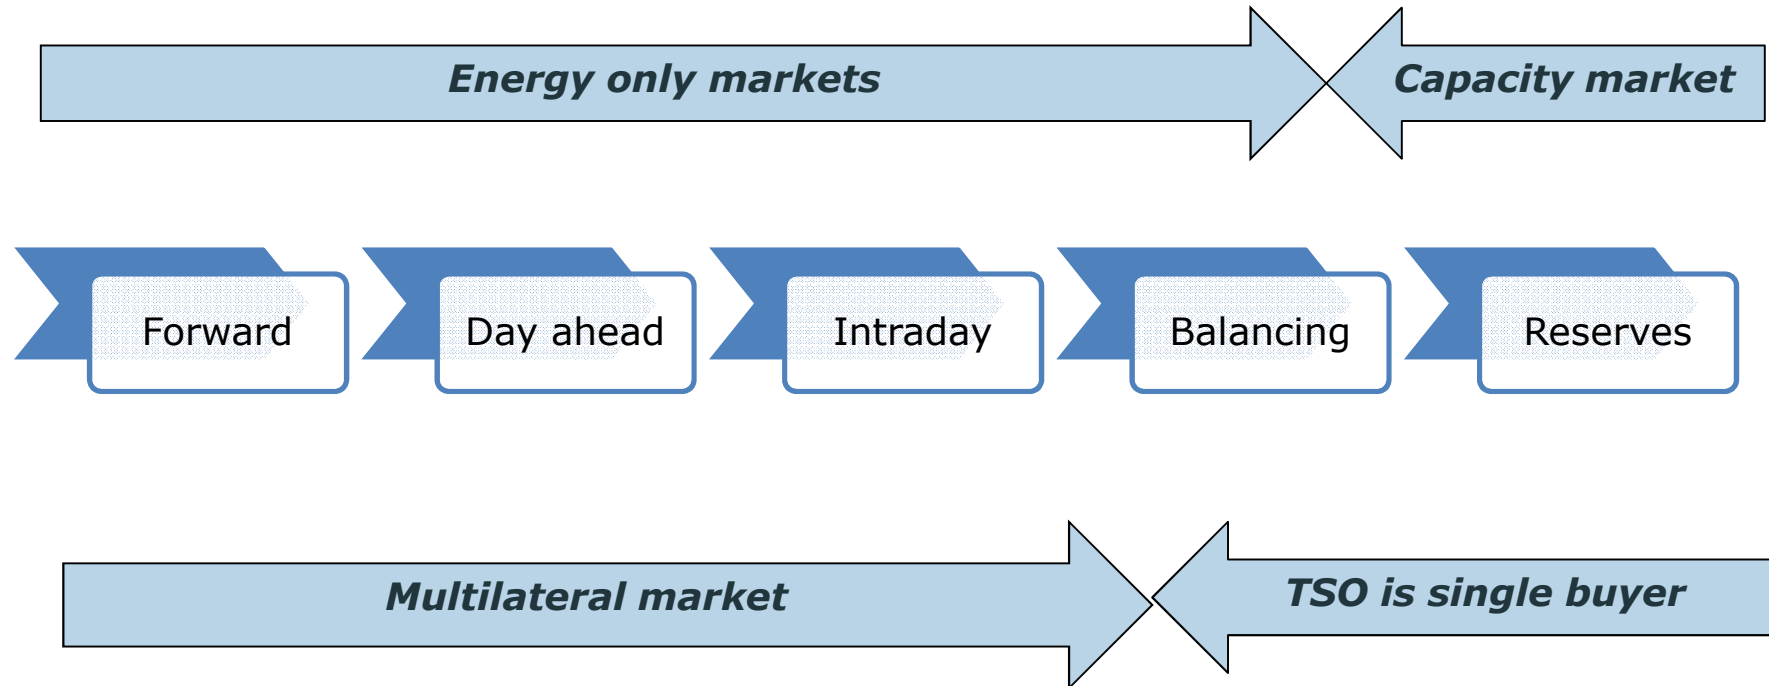 Energy only markets
Capacity market
Forward
Day ahead
Intraday
Balancing
Reserves
Multilateral market
TSO is single buyer